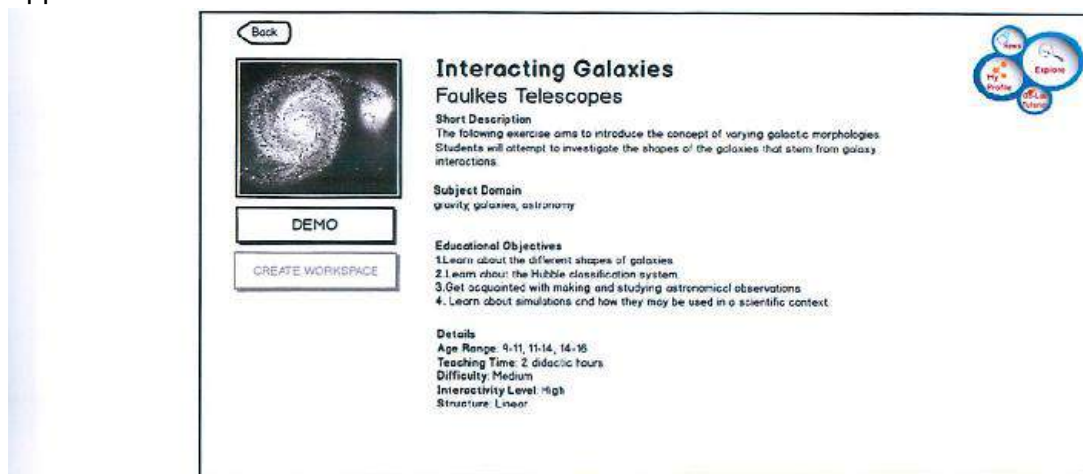 Back
Interacting Galaxies
Faulkes Telescopes
Short Description
The following exercise aims to introduce the concept of varying galactic morphologies.
Students will attempt to investigate the shapes of the galaxies that stem from galaxy
interactions.
Subject Domain
gravity, galaxies, astronomy
DEMO
CREATE WORKSPACE
Educational Objectives
1.Learn about the different shapes of galaxies
2.Learn about the Hubble classification system
3.Get acquainted with making and studying astronomical observations
4. Learn about simulations and how they may be used in a scientific context
Details
Age Range: 9-11, 11-14, 14-16
Teaching Time: 2 didactic hours
Difficulty: Medium
Interactivity Level: High
Structure: Linear
News
Explore
My
Profile
Go-Lab
Tutorial